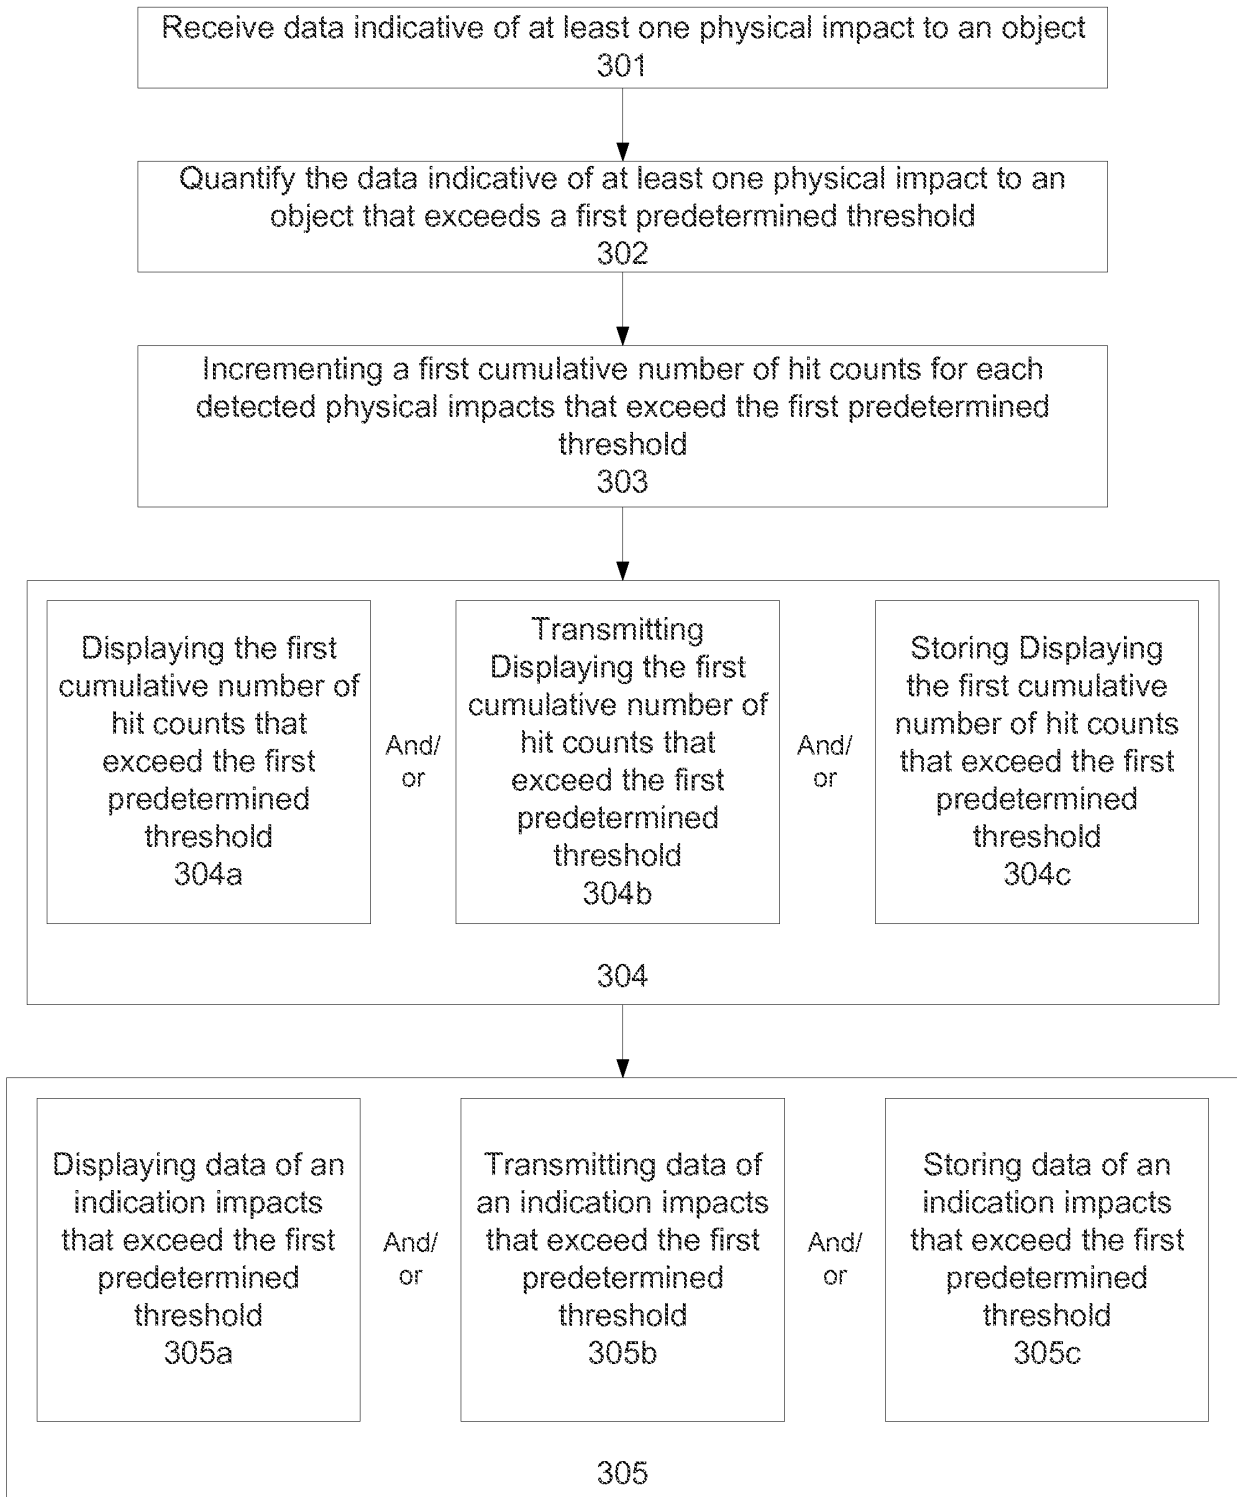 Receive data indicative of at least one physical impact to an object
301
Quantify the data indicative of at least one physical impact to an
object that exceeds a first predetermined threshold
302
Incrementing a first cumulative number of hit counts for each
detected physical impacts that exceed the first predetermined
threshold
303
Displaying the first
cumulative number of
hit counts that
exceed the first
predetermined
threshold
304a
And/
or
Transmitting
Displaying the first
cumulative number of
hit counts that
exceed the first
predetermined
threshold
304b
And/
or
Storing Displaying
the first cumulative
number of hit counts
that exceed the first
predetermined
threshold
304c
304
Displaying data of an
indication impacts
that exceed the first
predetermined
threshold
305a
And/
or
Transmitting data of
an indication impacts
that exceed the first
predetermined
threshold
305b
And/
or
Storing data of an
indication impacts
that exceed the first
predetermined
threshold
305c
305